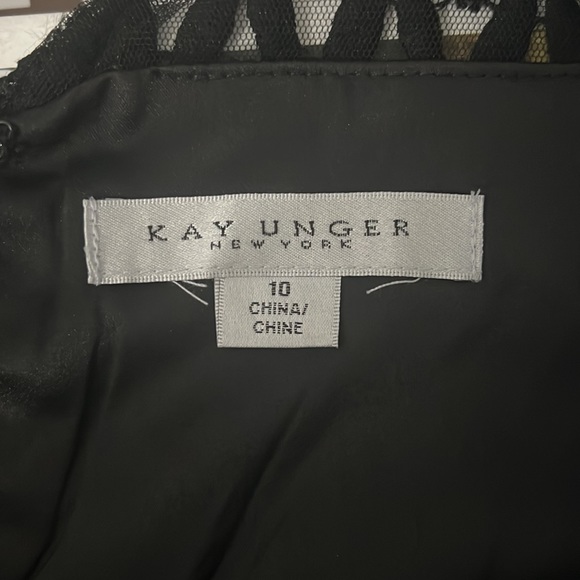 KAY UNGER
NEW YORK
10
CHINA/
CHINE